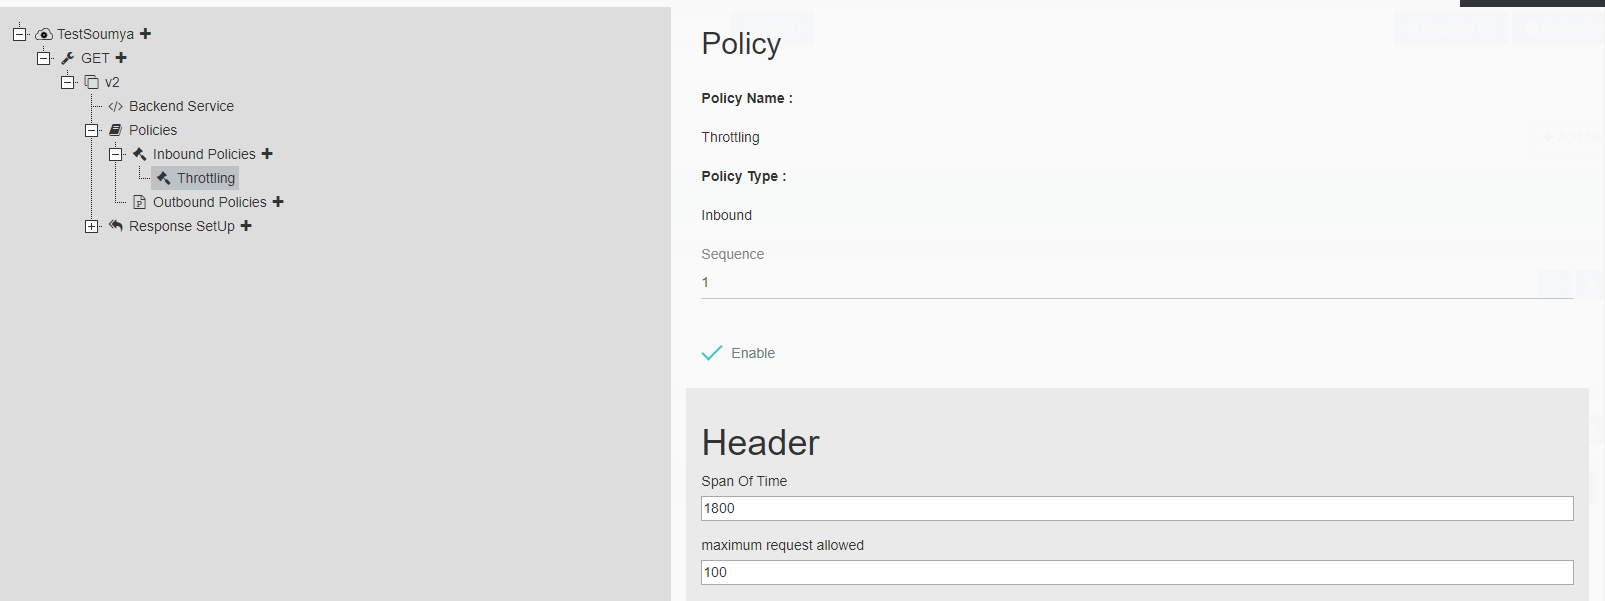 TestSoumya
GET
v2
Backend Service
Policies
Inbound Policies
Throttling
Outbound Policies
Response SetUp
Policy
Policy Name :
Throttling
Policy Type :
Inbound
Sequence
1
Enable
Header
Span Of Time
1800
maximum request allowed
100